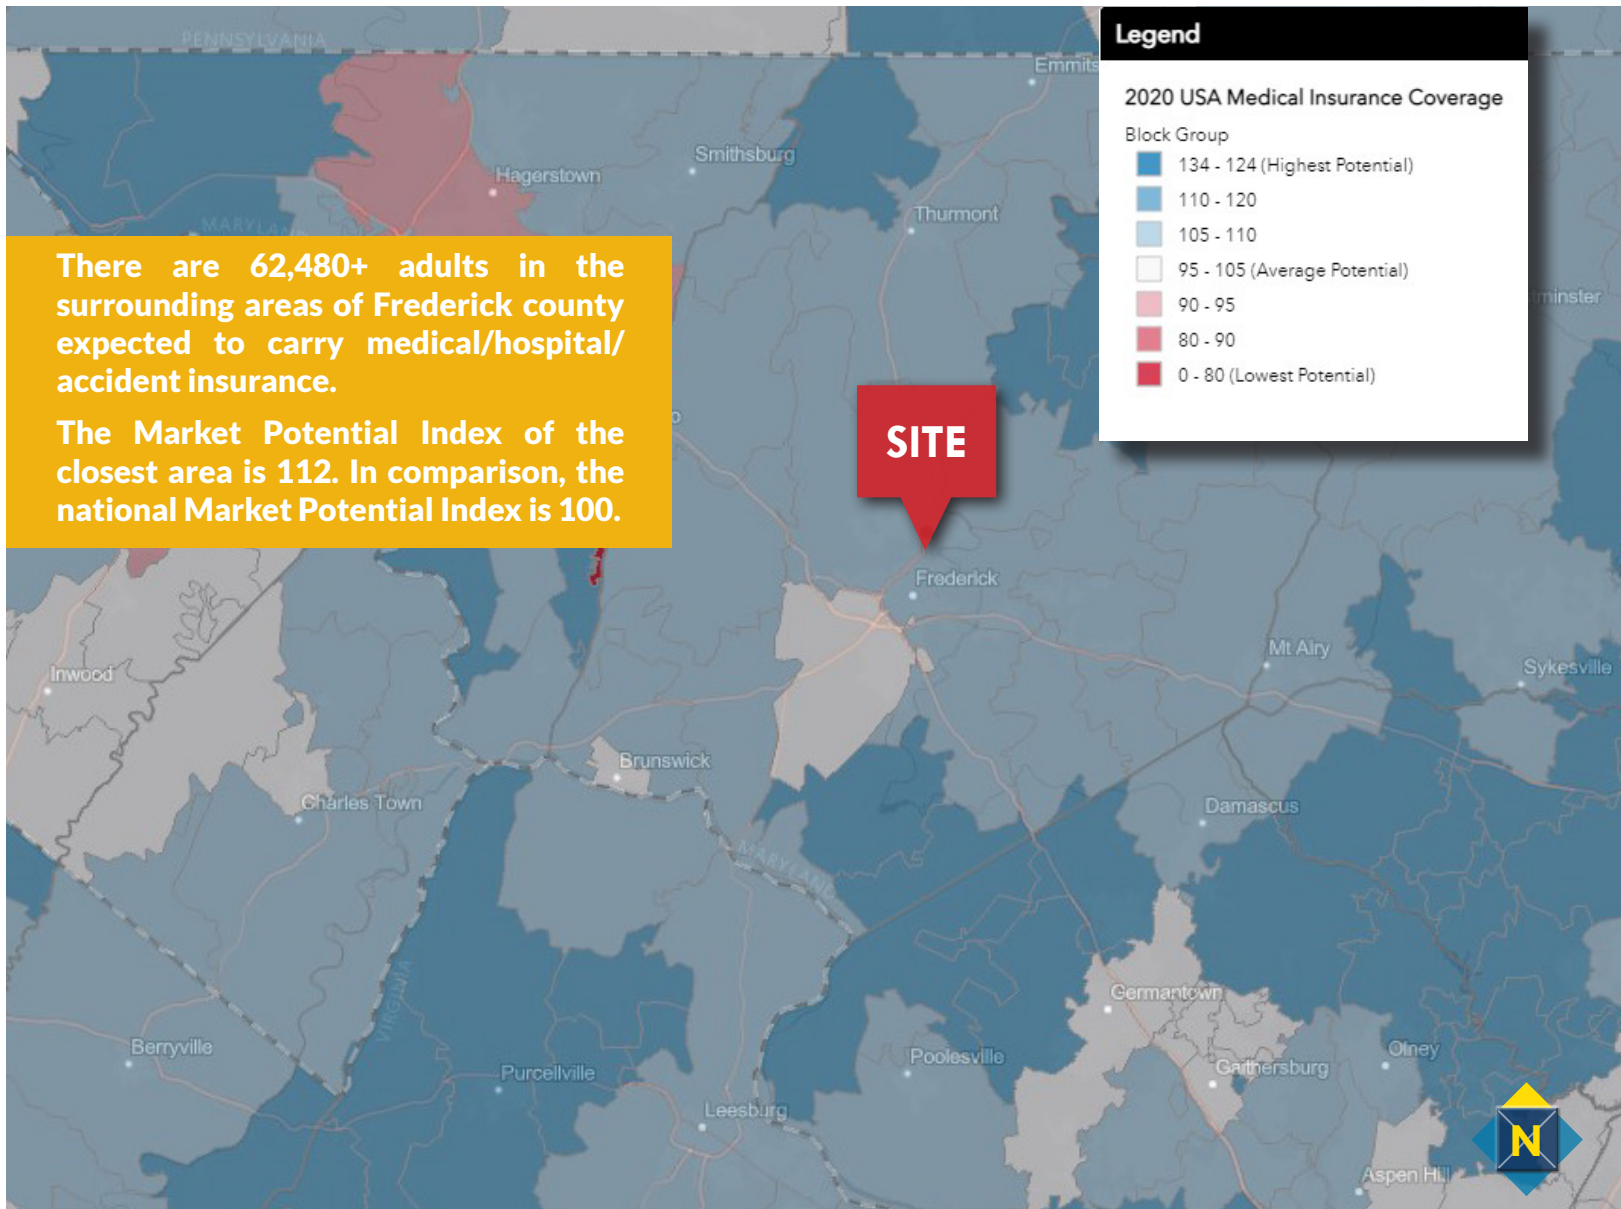 PENNSYLVANIA
Legend
Emmits
2020 USA Medical Insurance Coverage
Block Group
134 - 124 (Highest Potential)
110 - 120
105 - 110
95 - 105 (Average Potential)
90 - 95
80 - 90
0 - 80 (Lowest Potential)
Smithsburg
Hagerstown
Thurmont
MARYLAND
There are 62,480+ adults in the
surrounding areas of Frederick county
expected to carry medical/hospital/
accident insurance.
The Market Potential Index of the
closest area is 112. In comparison, the
national Market Potential Index is 100.
tminster
o
SITE
Frederick
Mt Airy
Sykesville
Inwood
Brunswick
Charles Town
Damascus
MARYLAND
VIRGINIA
Germantown
Berryville
Poolesville
Olney
Purcellville
Gaithersburg
Leesburg
N
Aspen Hill